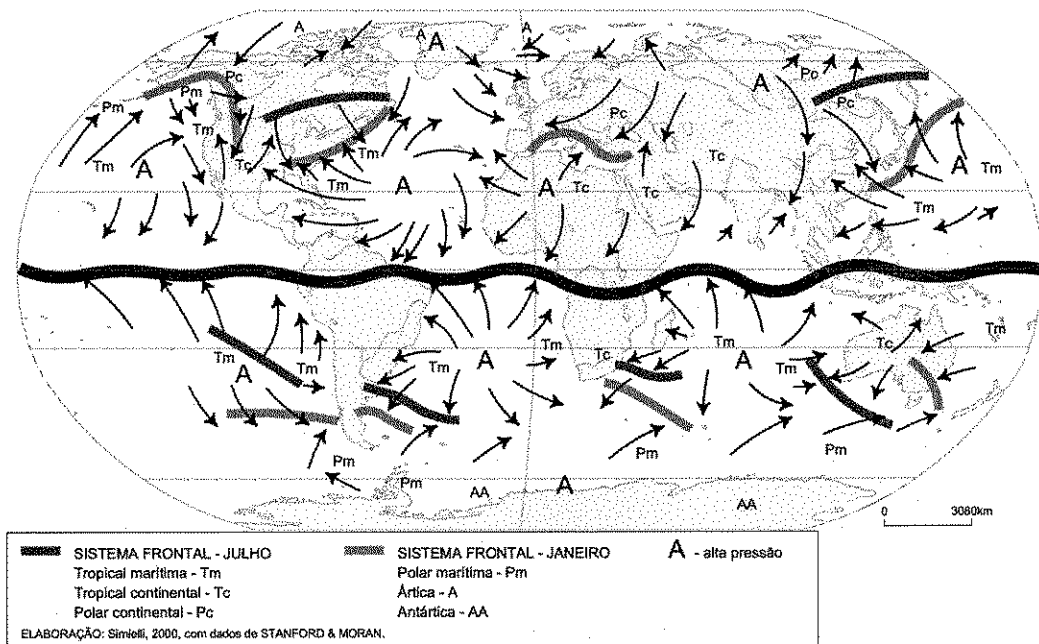 A A
A A
Pc Pc
A
Pm
Pm Pc Pc
Tm
Tm Tc
Tm A Tc A Tm
Tm A A Tc Tc
Tm
Tm
Tm Tc
Tm A Tc A
Tm Tm Tm
A
Pm Pm Pm
Pm
Pm AA A
AA
0 3080km
SISTEMA FRONTAL - JULHO
Tropical marítima - Tm
Tropical continental - Tc
Polar continental - Pc
SISTEMA FRONTAL - JANEIRO
Polar marítima - Pm
Ártica - A
Antártica - AA
A - alta pressão
ELABORAÇÃO: Simielli, 2000, com dados de STANFORD & MORAN.